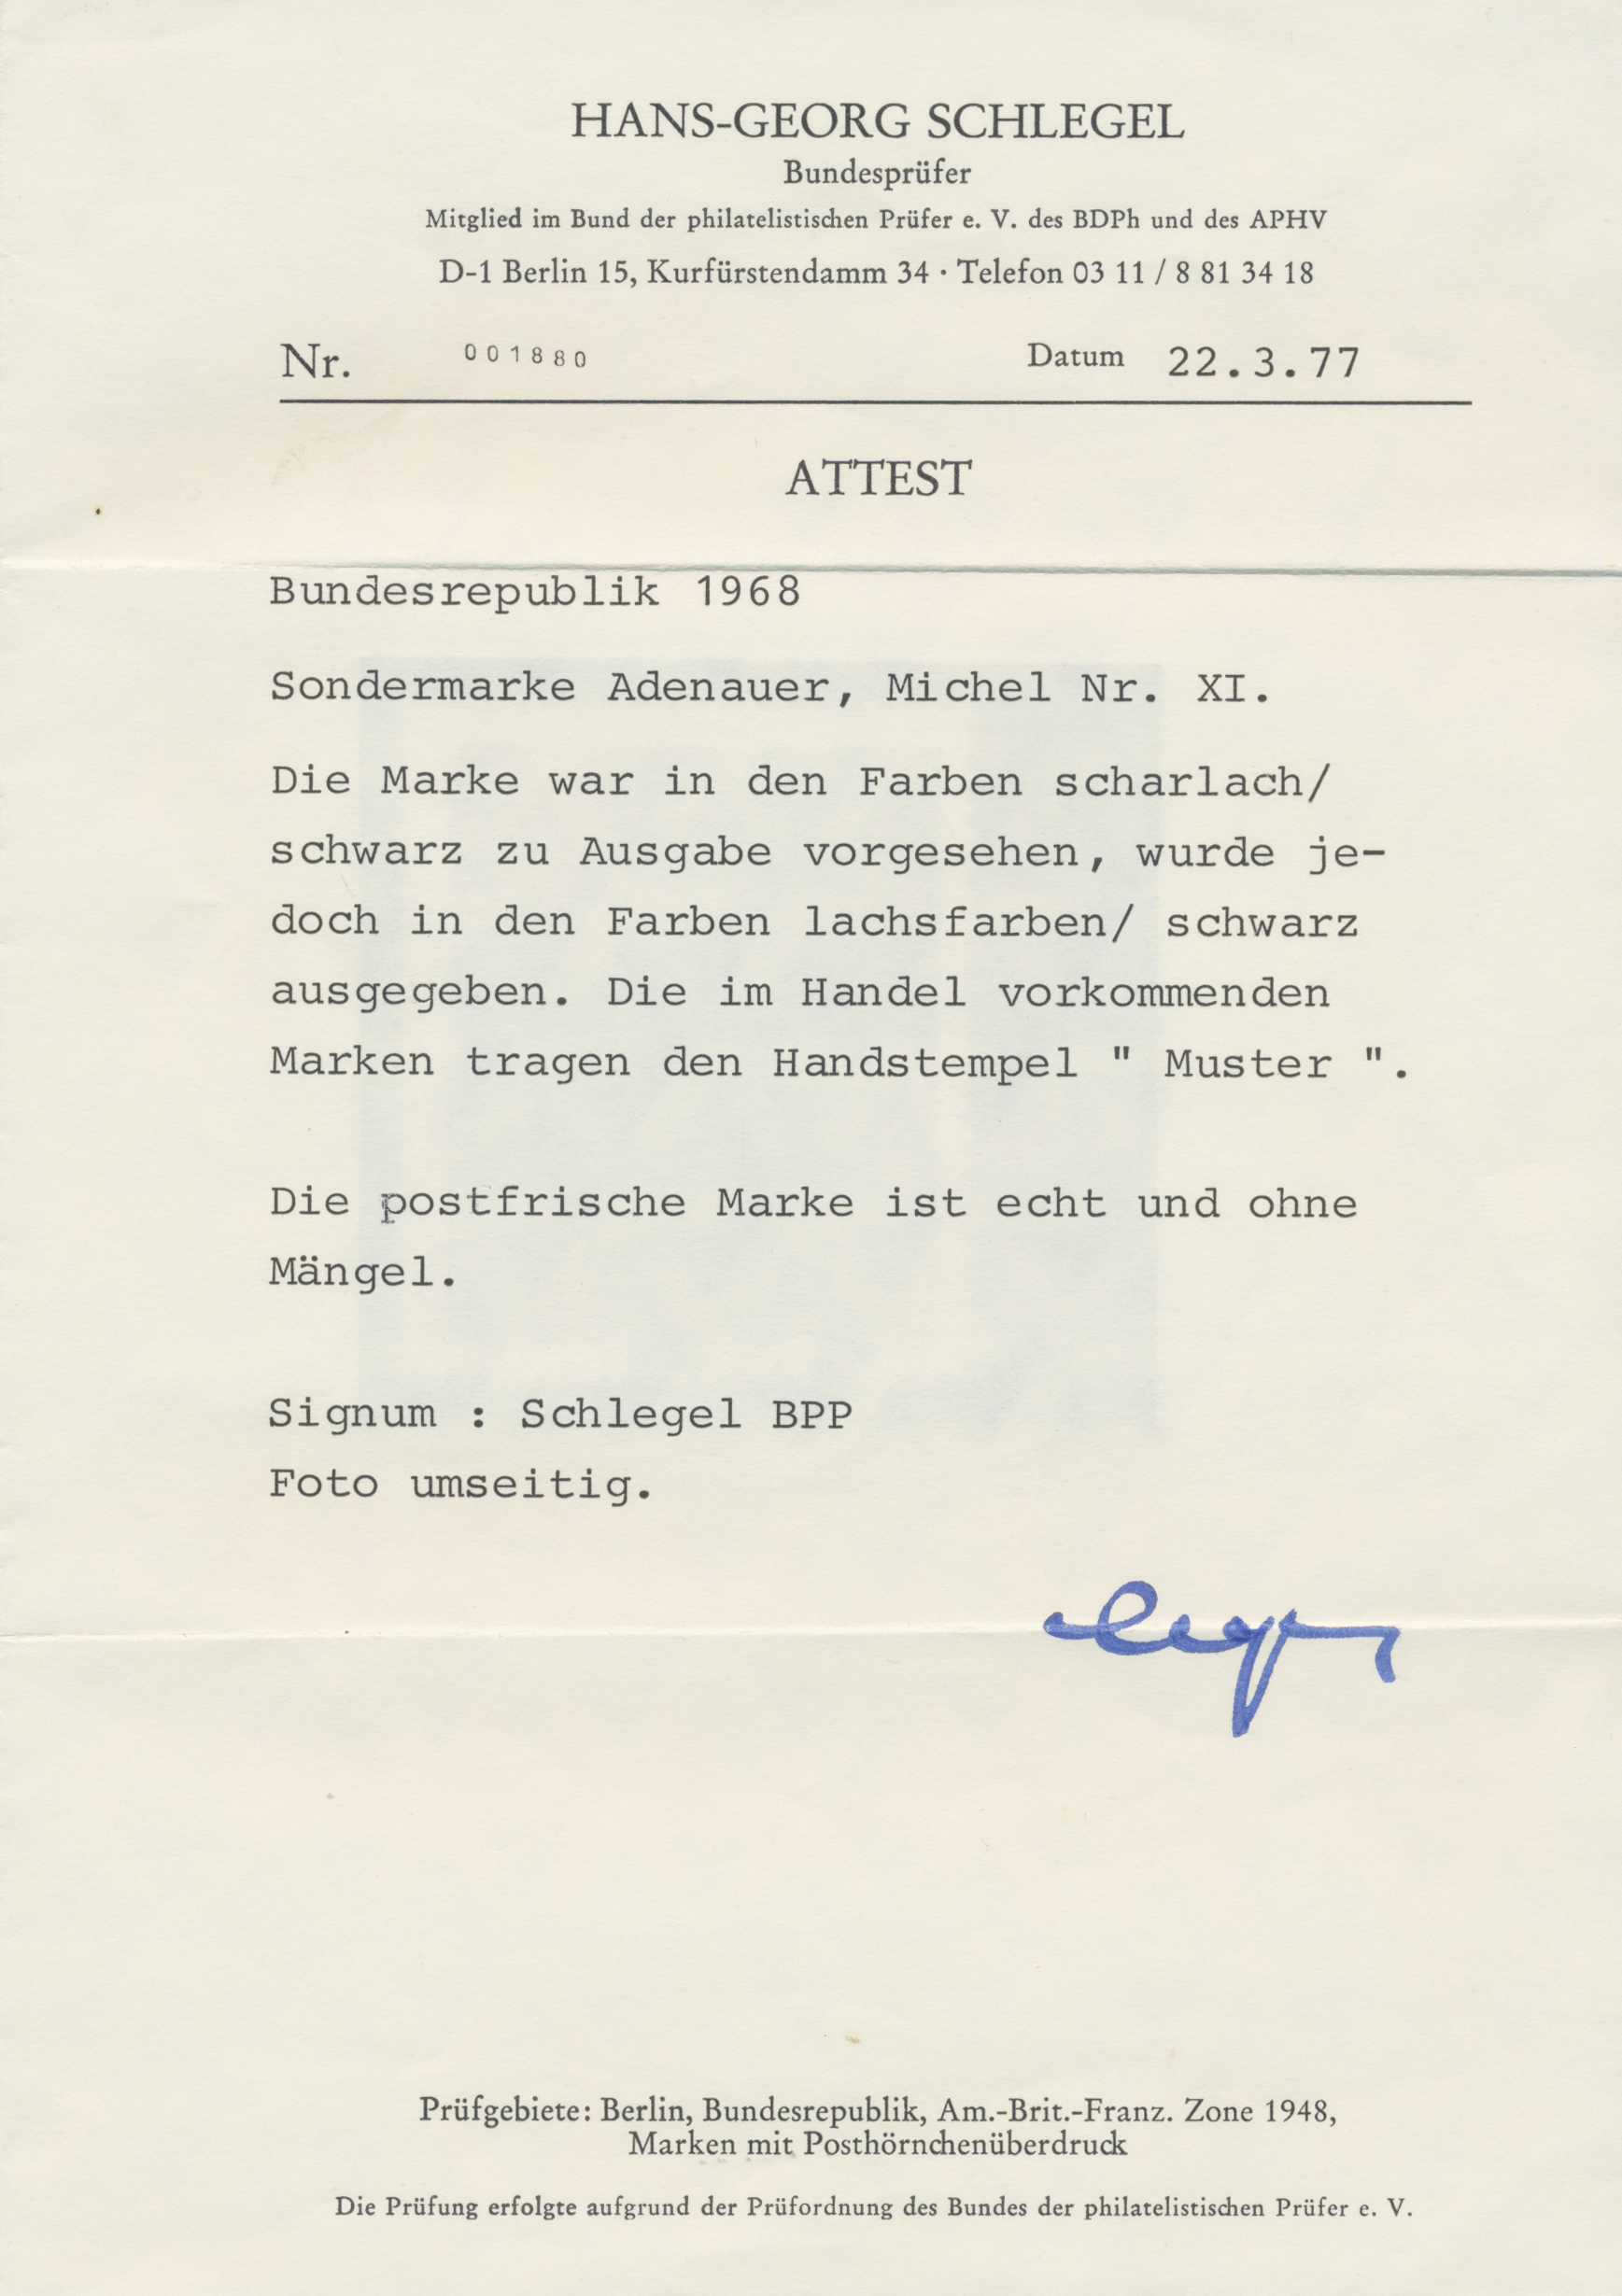 HANS-GEORG SCHLEGEL
Bundesprüfer
Mitglied im Bund der philatelistischen Prüfer e. V. des BDPh und des APHV
D-1 Berlin 15, Kurfürstendamm 34 · Telefon 03 11 / 8 81 34 18
Nr. 001880 Datum 22.3.77
ATTEST
Bundesrepublik 1968
Sondermarke Adenauer, Michel Nr. XI.
Die Marke war in den Farben scharlach/
schwarz zu Ausgabe vorgesehen, wurde je-
doch in den Farben lachsfarben/ schwarz
ausgegeben. Die im Handel vorkommenden
Marken tragen den Handstempel " Muster ".
Die postfrische Marke ist echt und ohne
Mängel.
Signum : Schlegel BPP
Foto umseitig.
Prüfgebiete: Berlin, Bundesrepublik, Am.-Brit.-Franz. Zone 1948,
Marken mit Posthörnchenüberdruck
Die Prüfung erfolgte aufgrund der Prüfordnung des Bundes der philatelistischen Prüfer e. V.